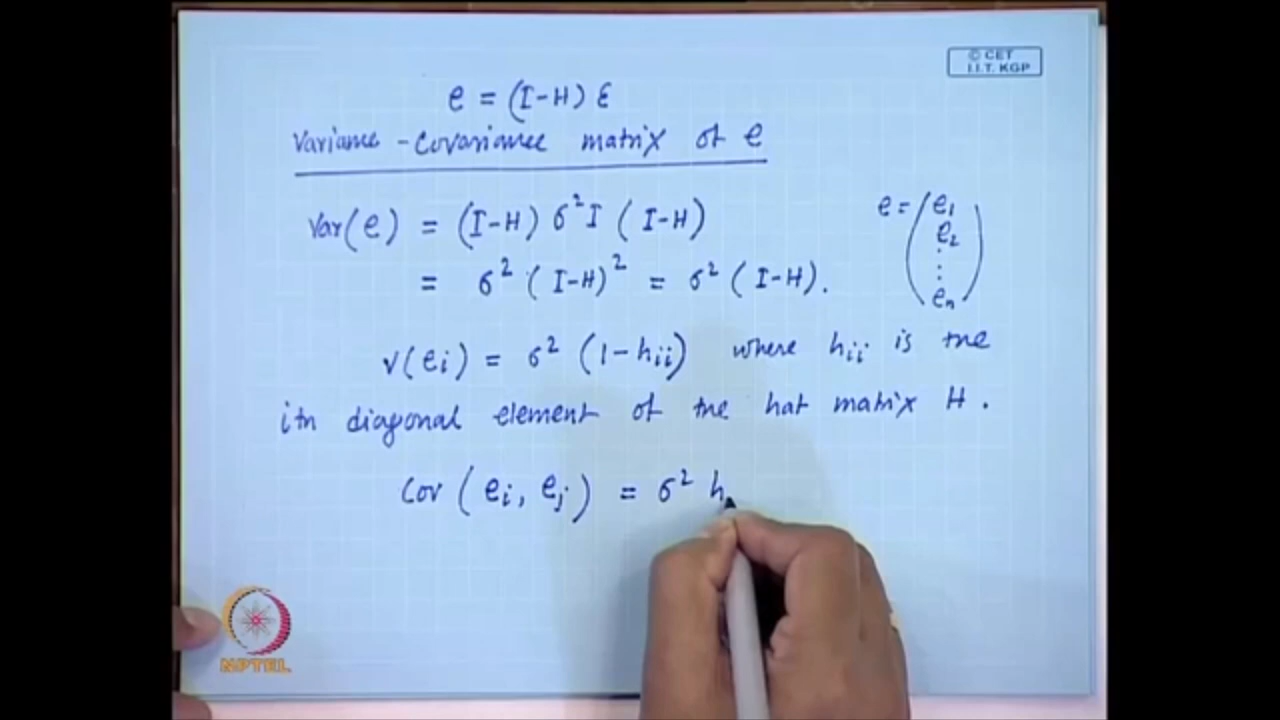 © CET
I.I.T. KGP
e = (I-H) ε
Variance - Covariance matrix of e
Var(e) = (I-H) σ²I (I-H)
= σ² (I-H)² = σ² (I-H).
e = (e₁
e₂
:
:
eₙ)
V(eᵢ) = σ² (1-hᵢᵢ) where hᵢᵢ is the
ith diagonal element of the hat matrix H.
Cov (eᵢ, eⱼ) = σ² h
NPTEL